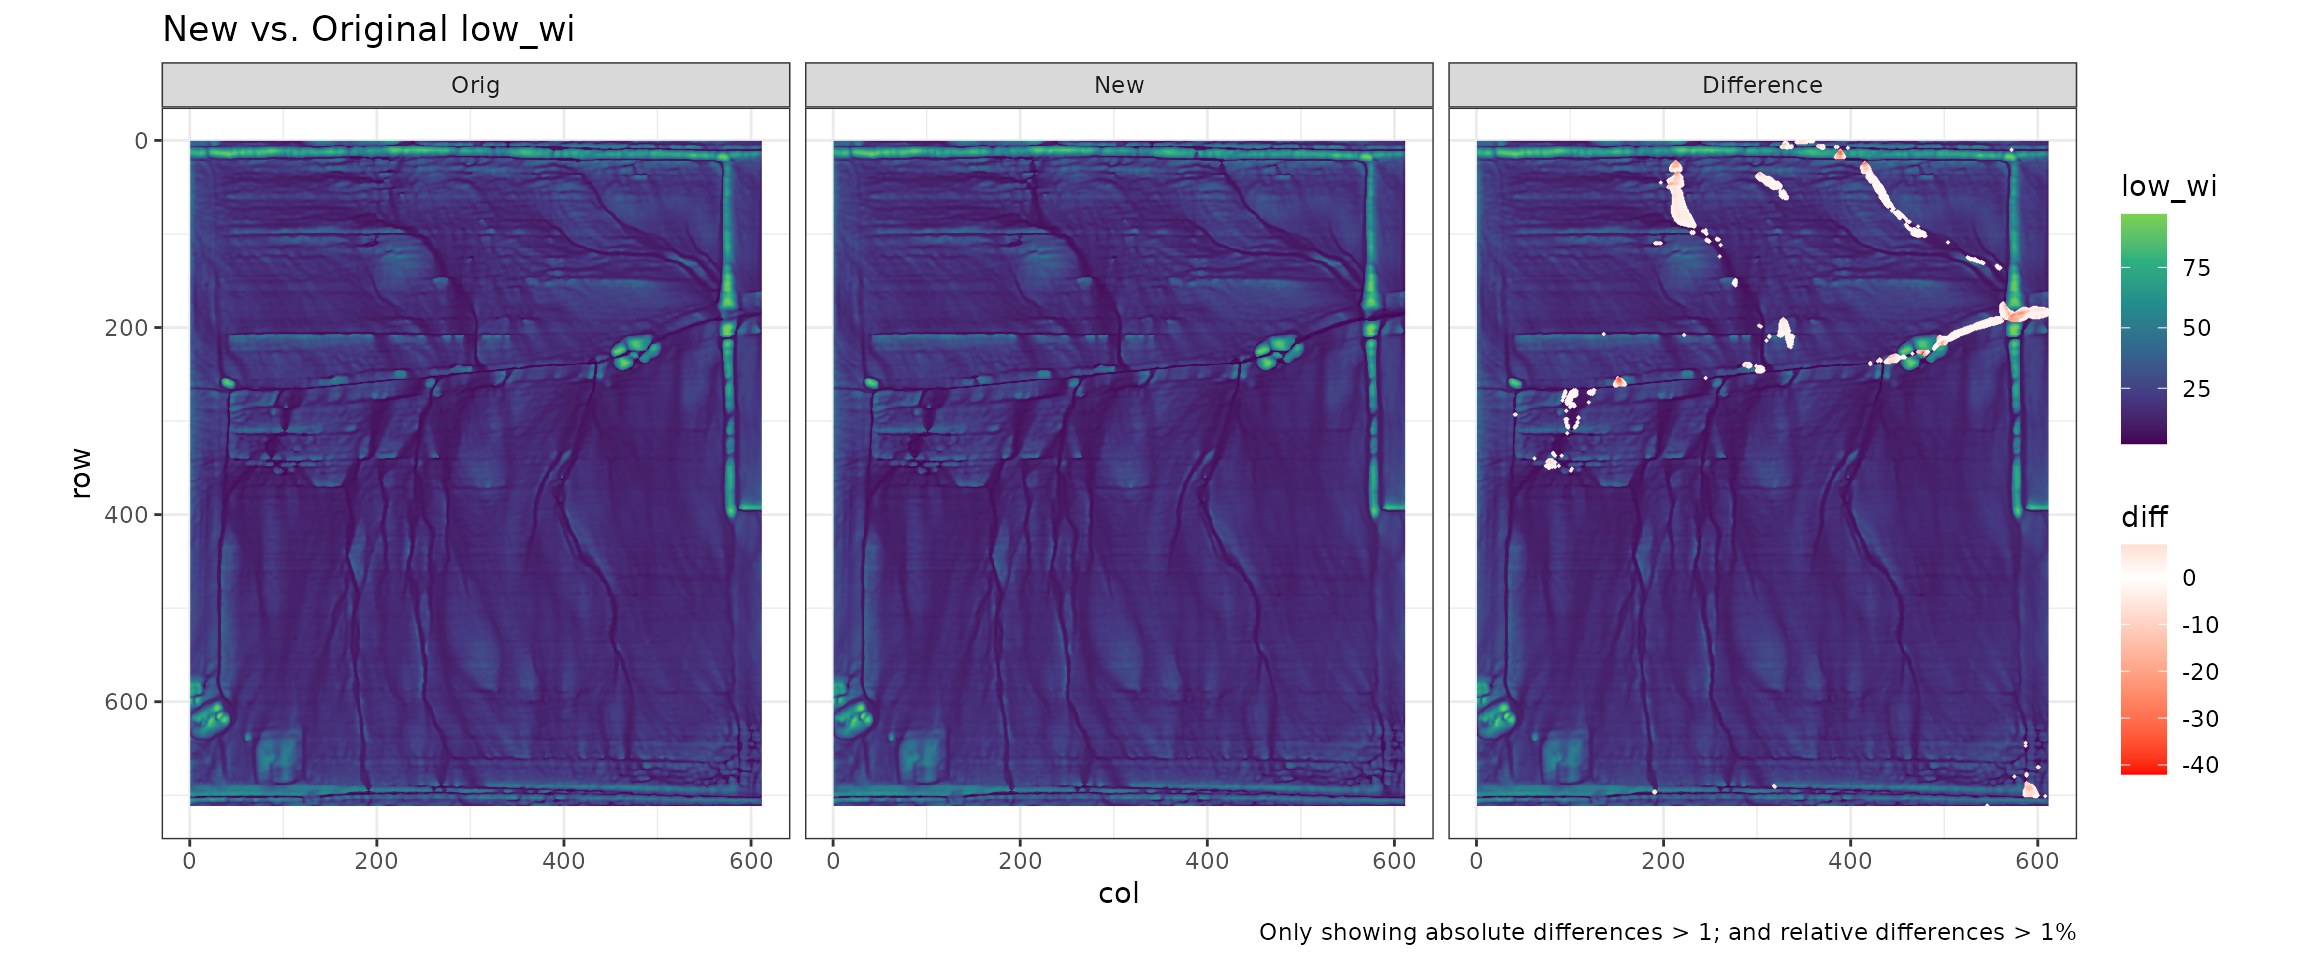 New vs. Original low_wi
Orig
New
Difference
row
0
200
400
600
0 200 400 600
0 200 400 600
0 200 400 600
col
low_wi
75
50
25
diff
0
-10
-20
-30
-40
Only showing absolute differences > 1; and relative differences > 1%